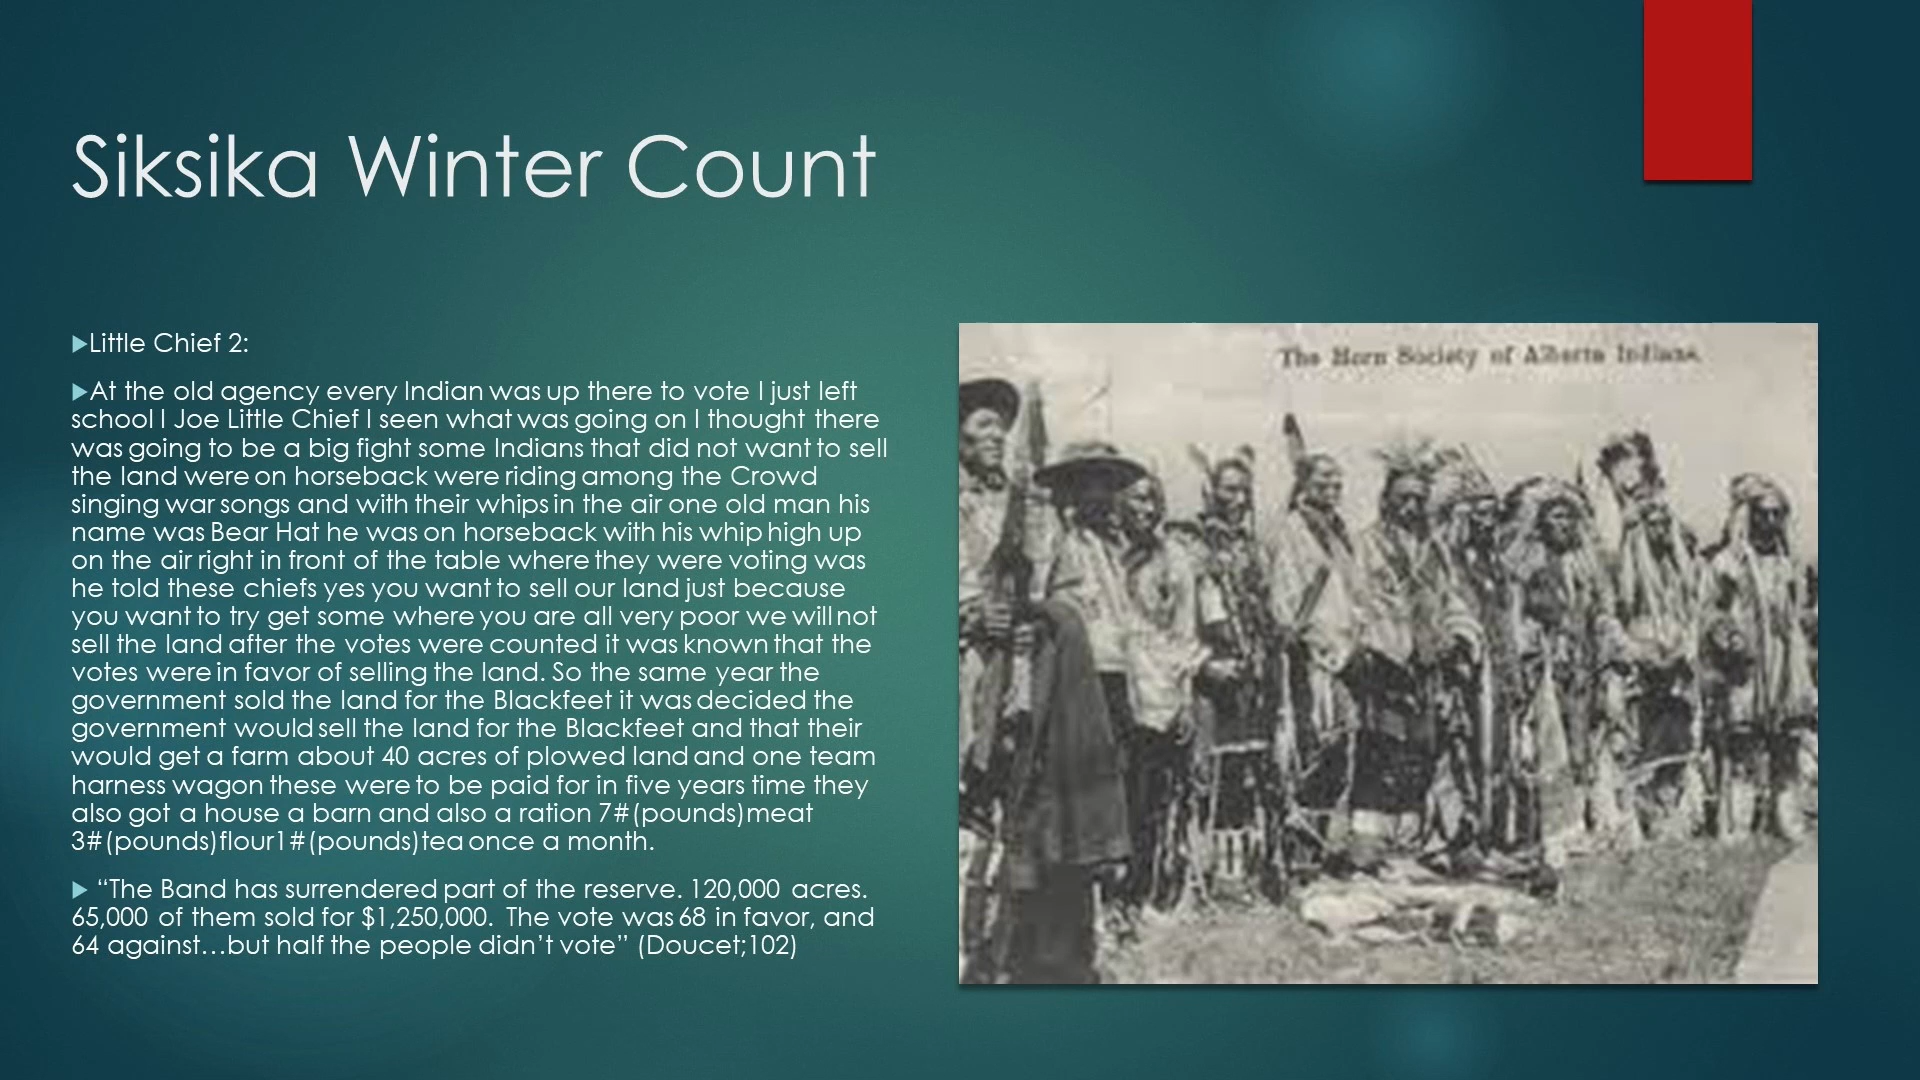 Siksika Winter Count
▶Little Chief 2:
▶At the old agency every Indian was up there to vote I just left
school I Joe Little Chief I seen what was going on I thought there
was going to be a big fight some Indians that did not want to sell
the land were on horseback were riding among the Crowd
singing war songs and with their whips in the air one old man his
name was Bear Hat he was on horseback with his whip high up
on the air right in front of the table where they were voting was
he told these chiefs yes you want to sell our land just because
you want to try get some where you are all very poor we will not
sell the land after the votes were counted it was known that the
votes were in favor of selling the land. So the same year the
government sold the land for the Blackfeet it was decided the
government would sell the land for the Blackfeet and that their
would get a farm about 40 acres of plowed land and one team
harness wagon these were to be paid for in five years time they
also got a house a barn and also a ration 7#(pounds)meat
3#(pounds)flour1#(pounds)tea once a month.
▶ “The Band has surrendered part of the reserve. 120,000 acres.
65,000 of them sold for $1,250,000. The vote was 68 in favor, and
64 against…but half the people didn’t vote” (Doucet;102)
The Horn Society of Alberta Indians.